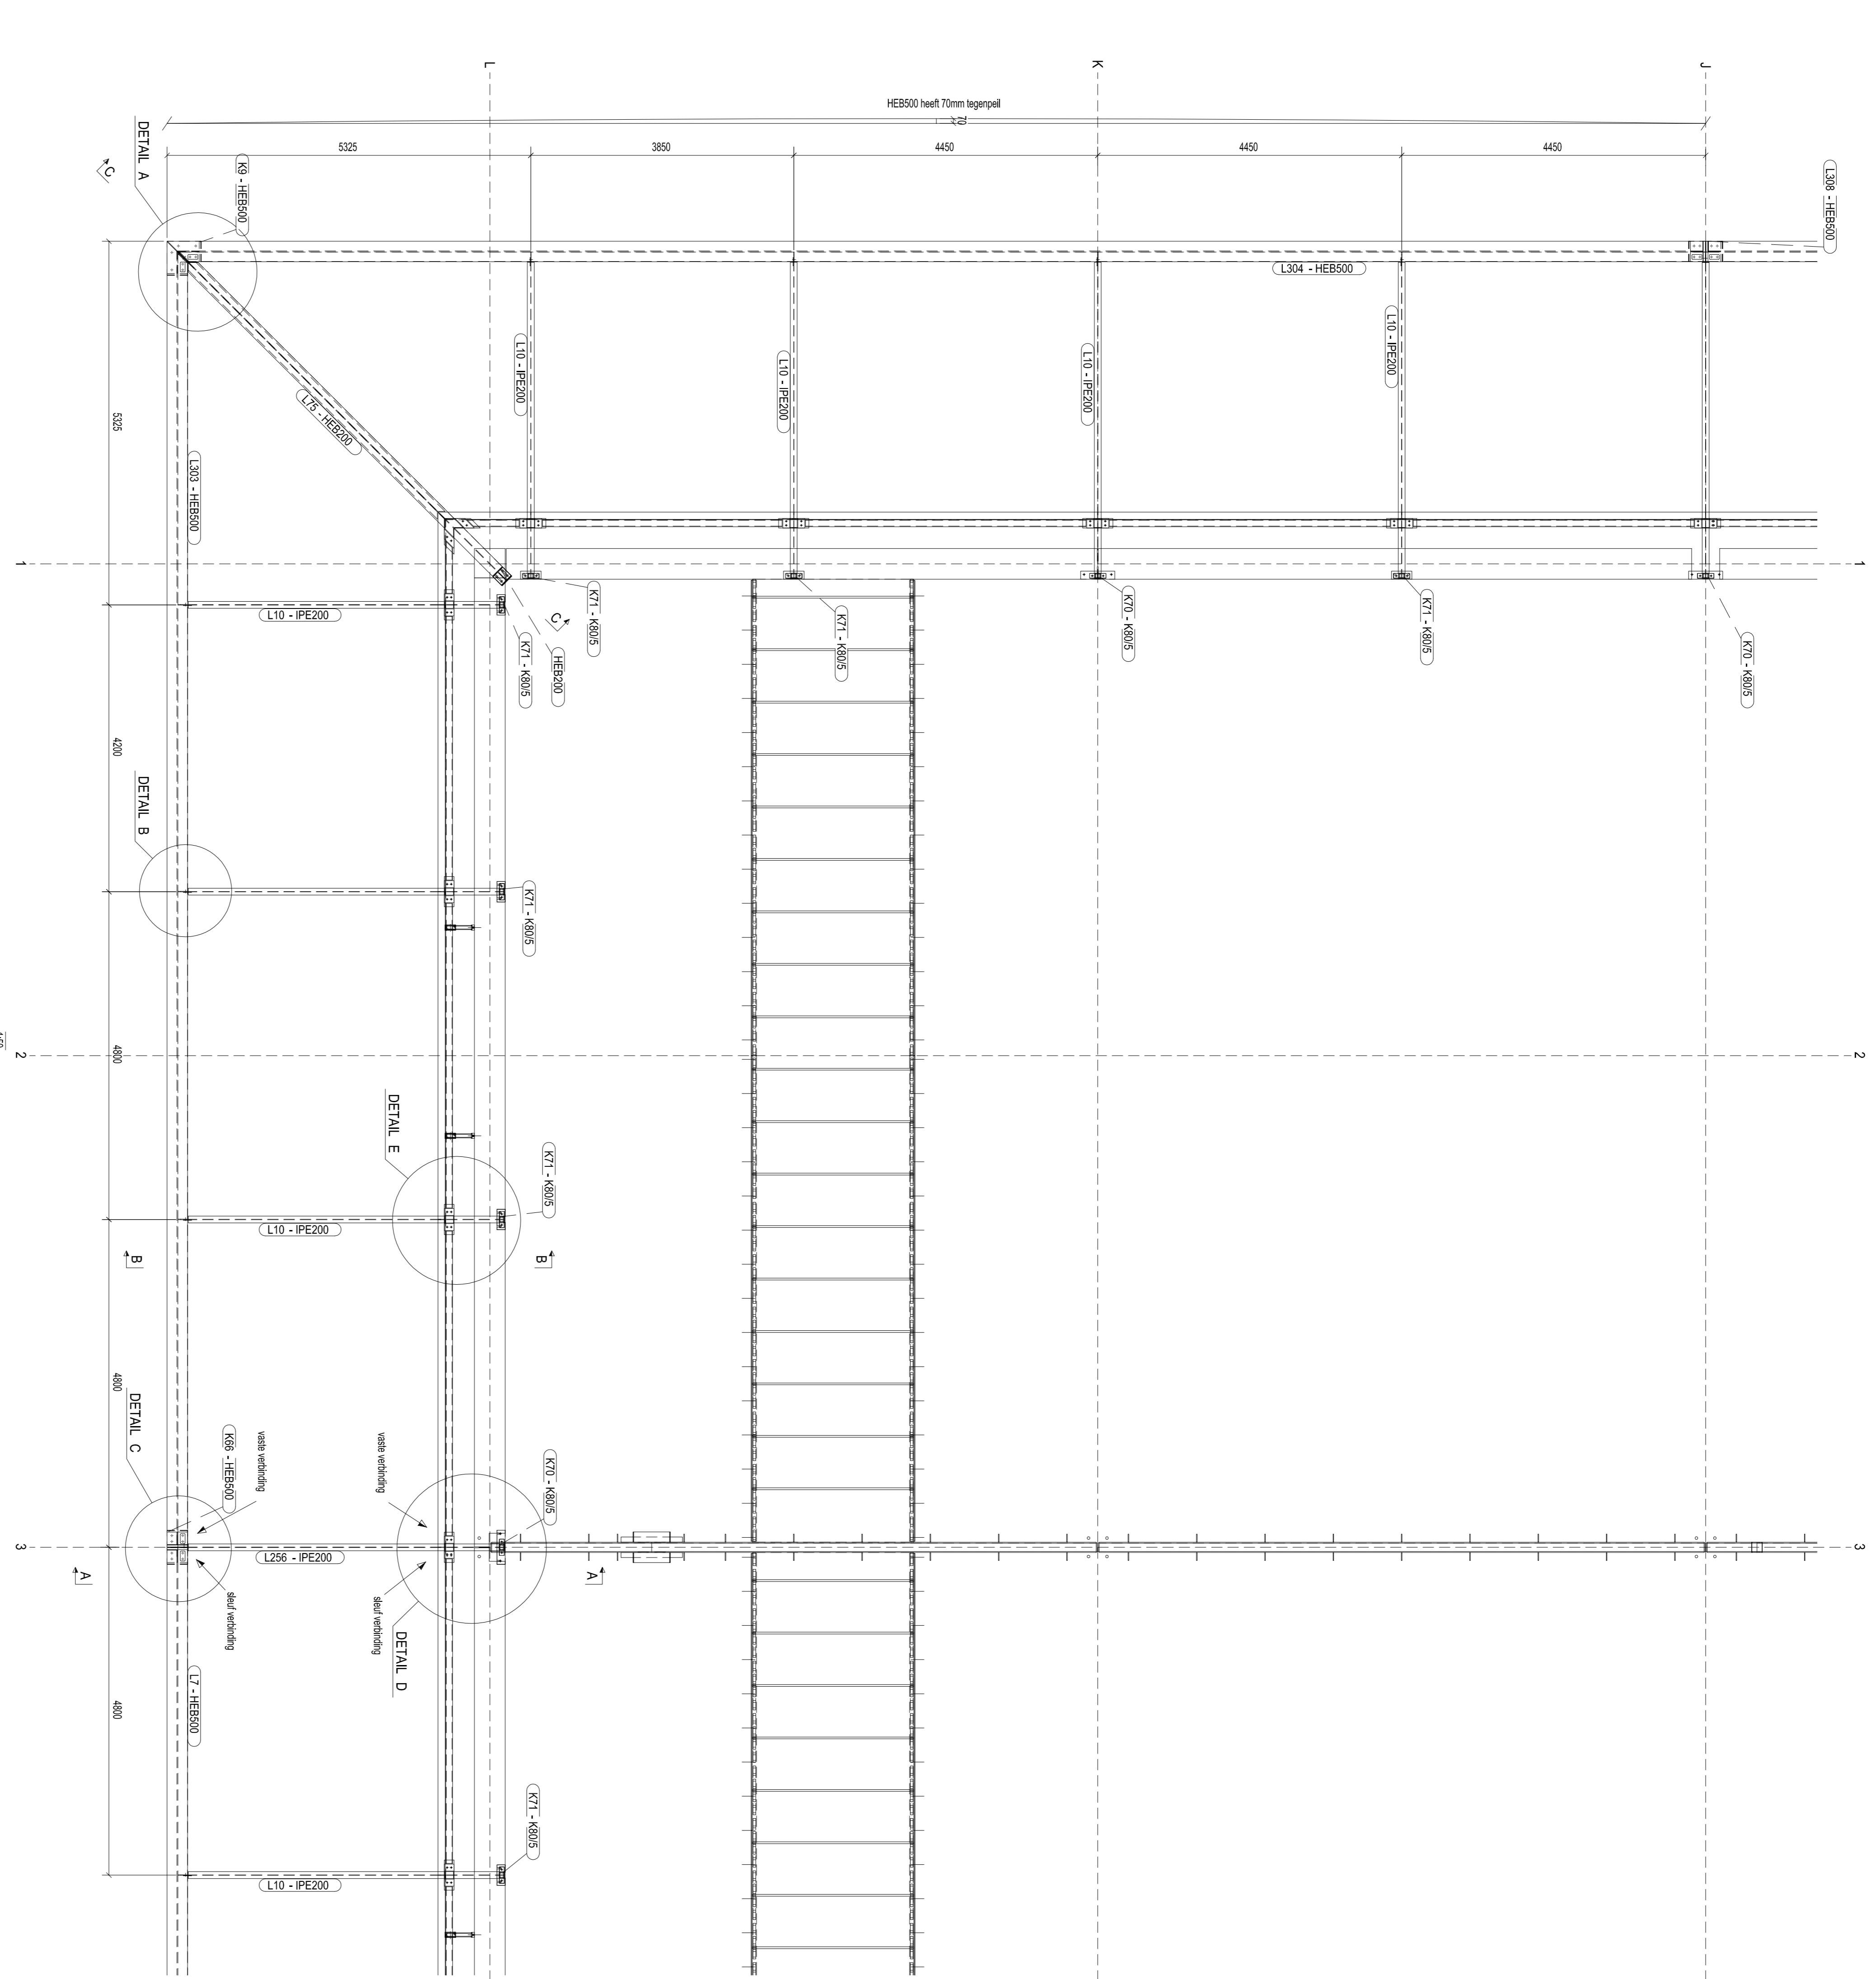 L
K
J
HEB500 heeft 70mm tegenpeil
70
5325
3850
4450
4450
4450
DETAIL A
C
K9 - HEB500
L308 - HEB500
L304 - HEB500
L10 - IPE200
L10 - IPE200
L10 - IPE200
L10 - IPE200
L75 - HEB200
5325
L303 - HEB500
1
L10 - IPE200
K71 - K80/5
C
K71 - K80/5
HEB200
K71 - K80/5
K70 - K80/5
K71 - K80/5
K70 - K80/5
4200
DETAIL B
K71 - K80/5
2
4800
2
DETAIL E
K71 - K80/5
L10 - IPE200
B
B
4800
DETAIL C
K66 - HEB500
vaste verbinding
vaste verbinding
K70 - K80/5
3
L256 - IPE200
3
A
A
sleuf verbinding
sleuf verbinding
DETAIL D
L7 - HEB500
4800
K71 - K80/5
L10 - IPE200